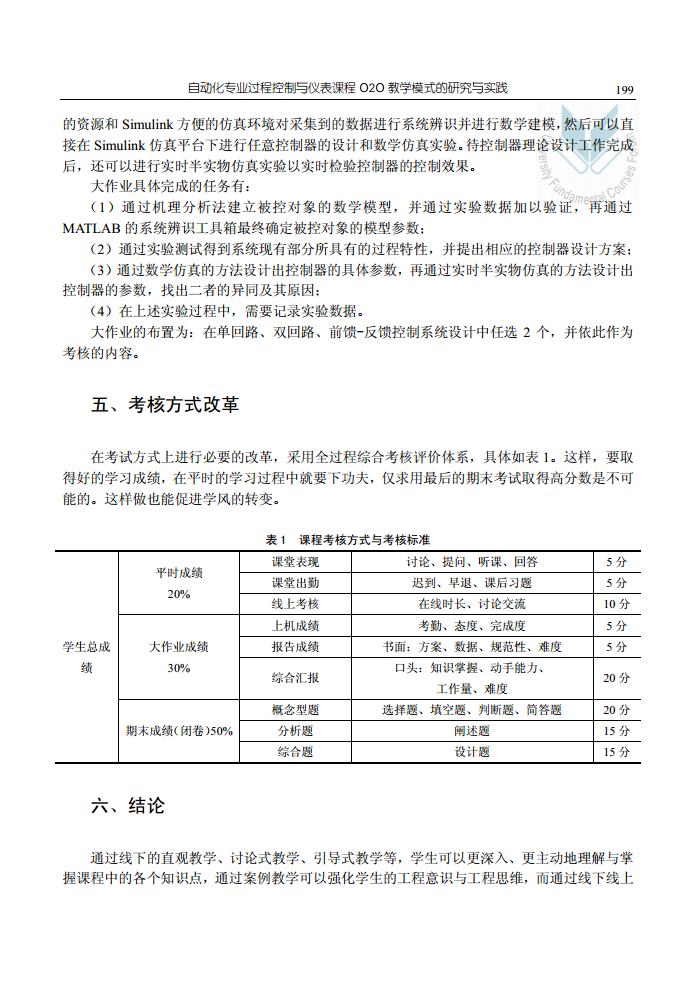 自动化专业过程控制与仪表课程 O2O 教学模式的研究与实践 199
的资源和 Simulink 方便的仿真环境对采集到的数据进行系统辨识并进行数学建模,然后可以直
接在 Simulink 仿真平台下进行任意控制器的设计和数学仿真实验。待控制器理论设计工作完成
后，还可以进行实时半实物仿真实验以实时检验控制器的控制效果。
University Fundamental Courses Forum
大作业具体完成的任务有：
（1）通过机理分析法建立被控对象的数学模型，并通过实验数据加以验证，再通过
MATLAB 的系统辨识工具箱最终确定被控对象的模型参数；
（2）通过实验测试得到系统现有部分所具有的过程特性，并提出相应的控制器设计方案；
（3）通过数学仿真的方法设计出控制器的具体参数，再通过实时半实物仿真的方法设计出
控制器的参数，找出二者的异同及其原因；
（4）在上述实验过程中，需要记录实验数据。
大作业的布置为：在单回路、双回路、前馈-反馈控制系统设计中任选 2 个，并依此作为
考核的内容。
五、考核方式改革
在考试方式上进行必要的改革，采用全过程综合考核评价体系，具体如表 1。这样，要取
得好的学习成绩，在平时的学习过程中就要下功夫，仅求用最后的期末考试取得高分数是不可
能的。这样做也能促进学风的转变。
表 1 课程考核方式与考核标准
学生总成
绩
平时成绩
20%
课堂表现 讨论、提问、听课、回答 5 分
课堂出勤 迟到、早退、课后习题 5 分
线上考核 在线时长、讨论交流 10 分
大作业成绩
30%
上机成绩 考勤、态度、完成度 5 分
报告成绩 书面：方案、数据、规范性、难度 5 分
综合汇报 口头：知识掌握、动手能力、
工作量、难度 20 分
期末成绩（闭卷）50%
概念型题 选择题、填空题、判断题、简答题 20 分
分析题 阐述题 15 分
综合题 设计题 15 分
六、结论
通过线下的直观教学、讨论式教学、引导式教学等，学生可以更深入、更主动地理解与掌
握课程中的各个知识点，通过案例教学可以强化学生的工程意识与工程思维，而通过线下线上